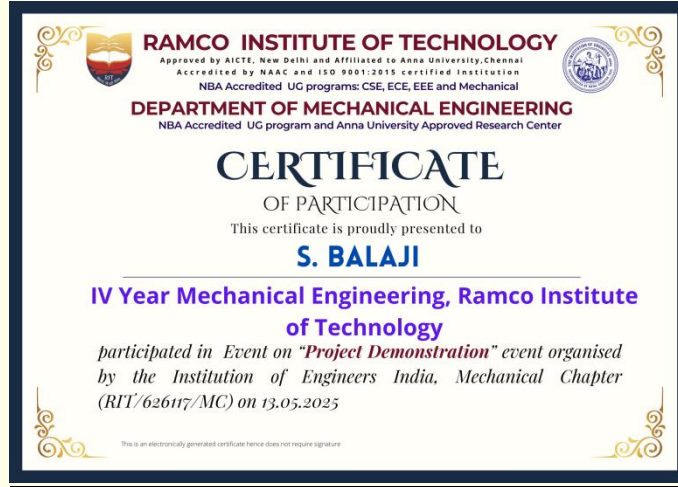 RAMCO INSTITUTE OF TECHNOLOGY
Approved by AICTE, New Delhi and Affiliated to Anna University,Chennai
Accredited by NAAC and ISO 9001:2015 certified Institution
NBA Accredited UG programs: CSE, ECE, EEE and Mechanical
DEPARTMENT OF MECHANICAL ENGINEERING
NBA Accredited UG program and Anna University Approved Research Center
CERTIFICATE
OF PARTICIPATION
This certificate is proudly presented to
S. BALAJI
IV Year Mechanical Engineering, Ramco Institute
of Technology
participated in Event on “Project Demonstration” event organised
by the Institution of Engineers India, Mechanical Chapter
(RIT/626117/MC) on 13.05.2025
This is an electronically generated certificate hence does not require signature
RIT